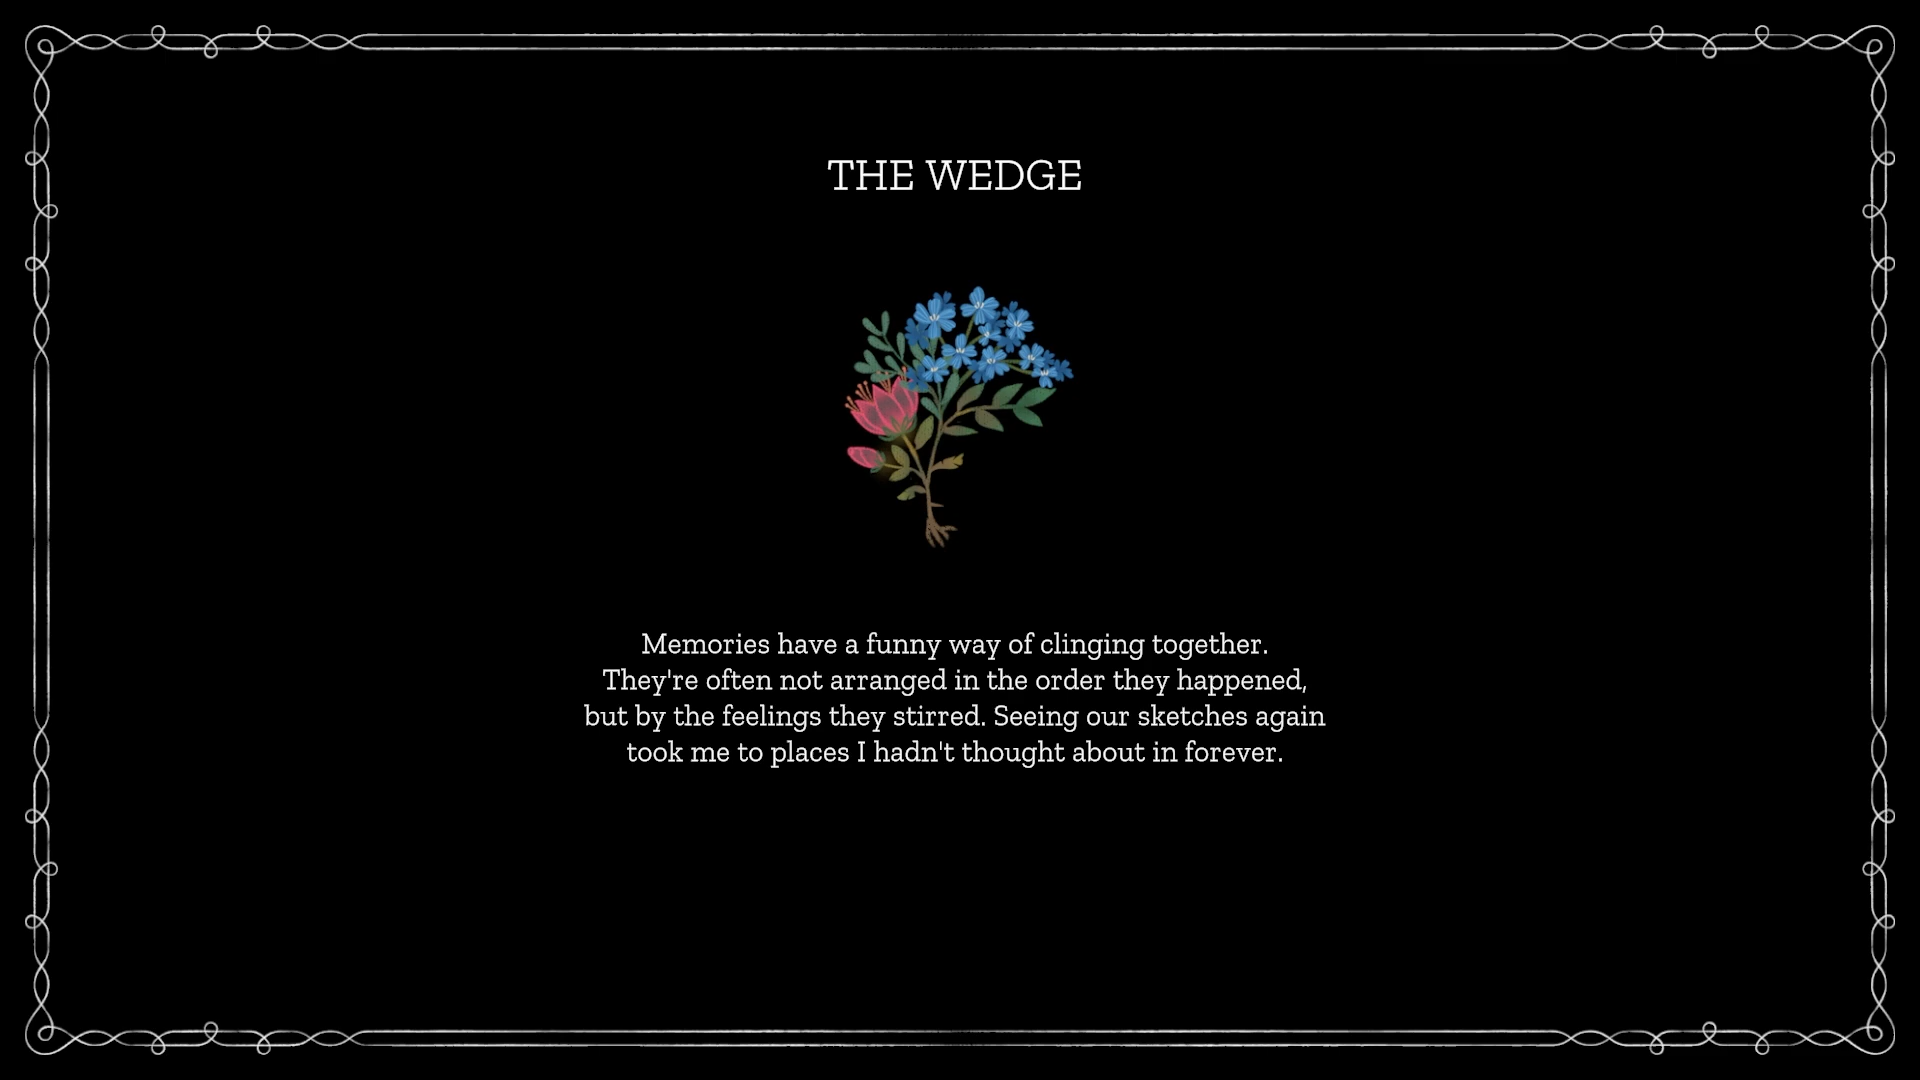 THE WEDGE
Memories have a funny way of clinging together.
They're often not arranged in the order they happened,
but by the feelings they stirred. Seeing our sketches again
took me to places I hadn't thought about in forever.